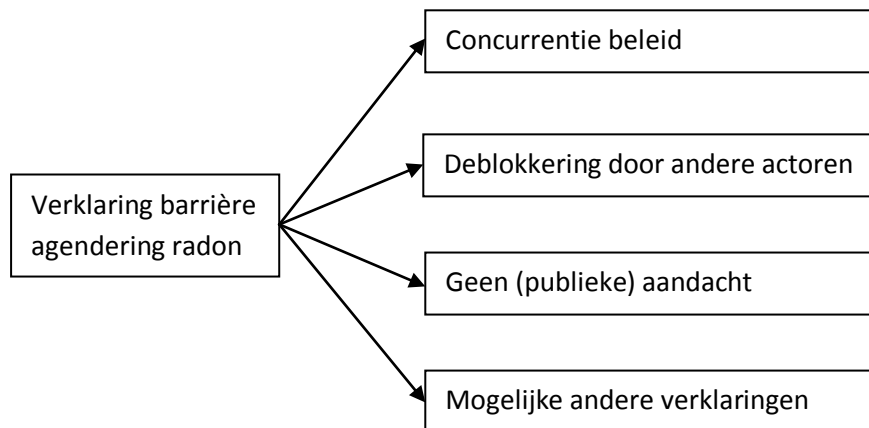 Concurrentie beleid
Deblokkering door andere actoren
Verklaring barrière
agendering radon
Geen (publieke) aandacht
Mogelijke andere verklaringen